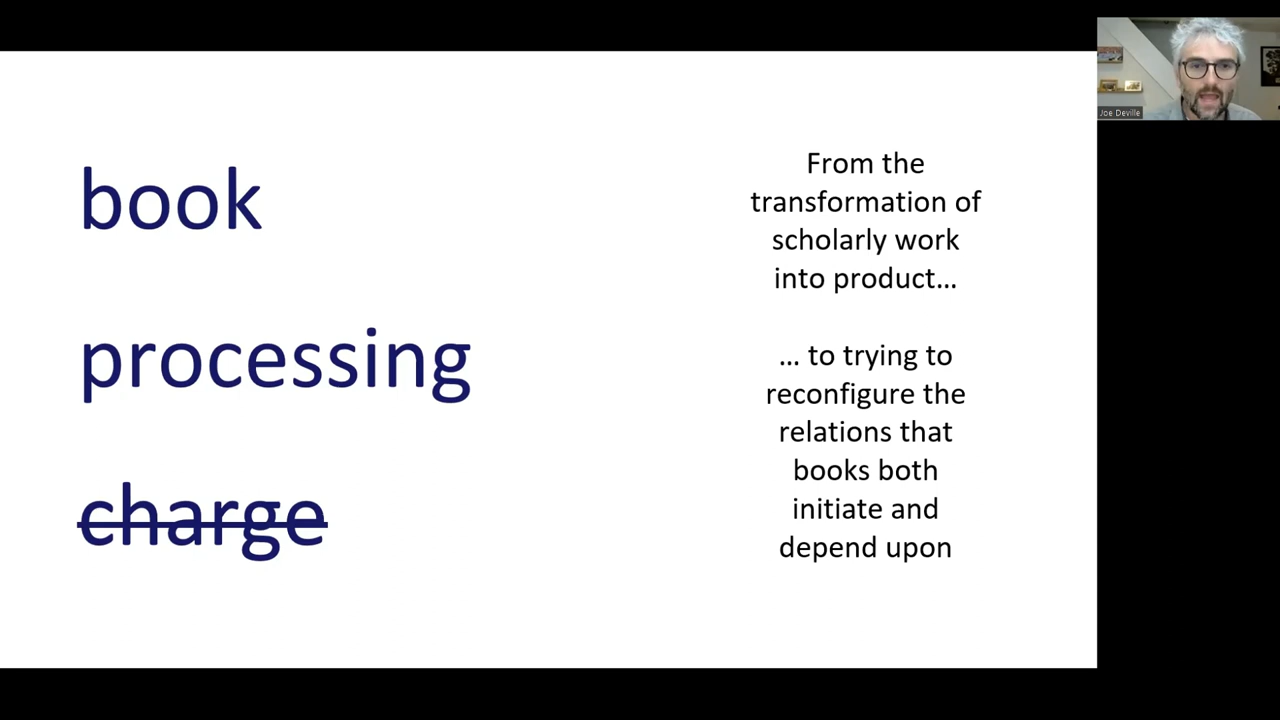 book
processing
charge
From the
transformation of
scholarly work
into product...
... to trying to
reconfigure the
relations that
books both
initiate and
depend upon
Joe Deville